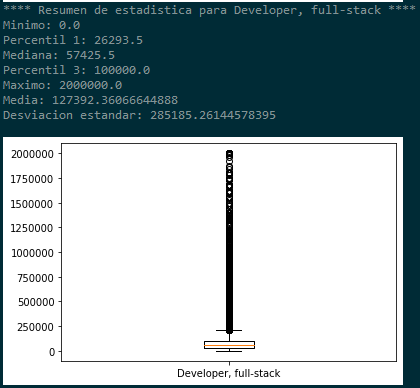 **** Resumen de estadistica para Developer, full-stack ****
Minimo: 0.0
Percentil 1: 26293.5
Mediana: 57425.5
Percentil 3: 100000.0
Maximo: 2000000.0
Media: 127392.36066644888
Desviacion estandar: 285185.26144578395
2000000
1750000
1500000
1250000
1000000
750000
500000
250000
0
Developer, full-stack